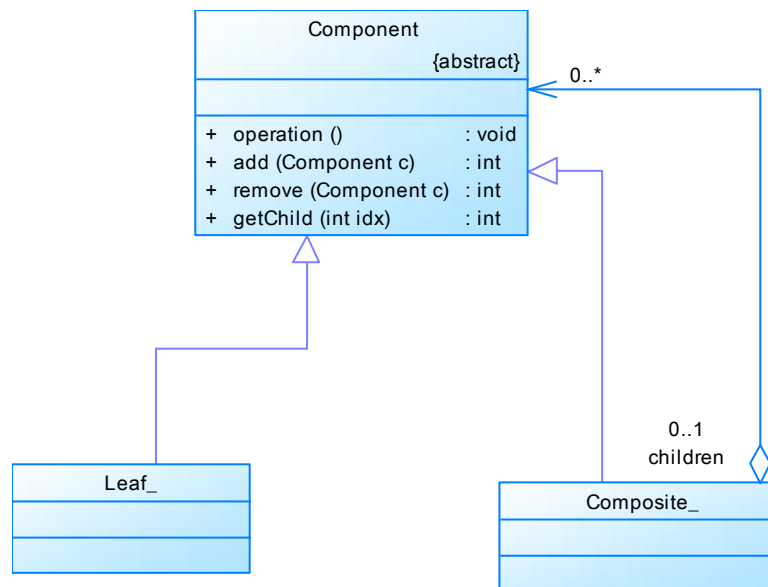 Component
{abstract}
0..*
+ operation () : void
+ add (Component c) : int
+ remove (Component c) : int
+ getChild (int idx) : int
0..1
children
Leaf_
Composite_